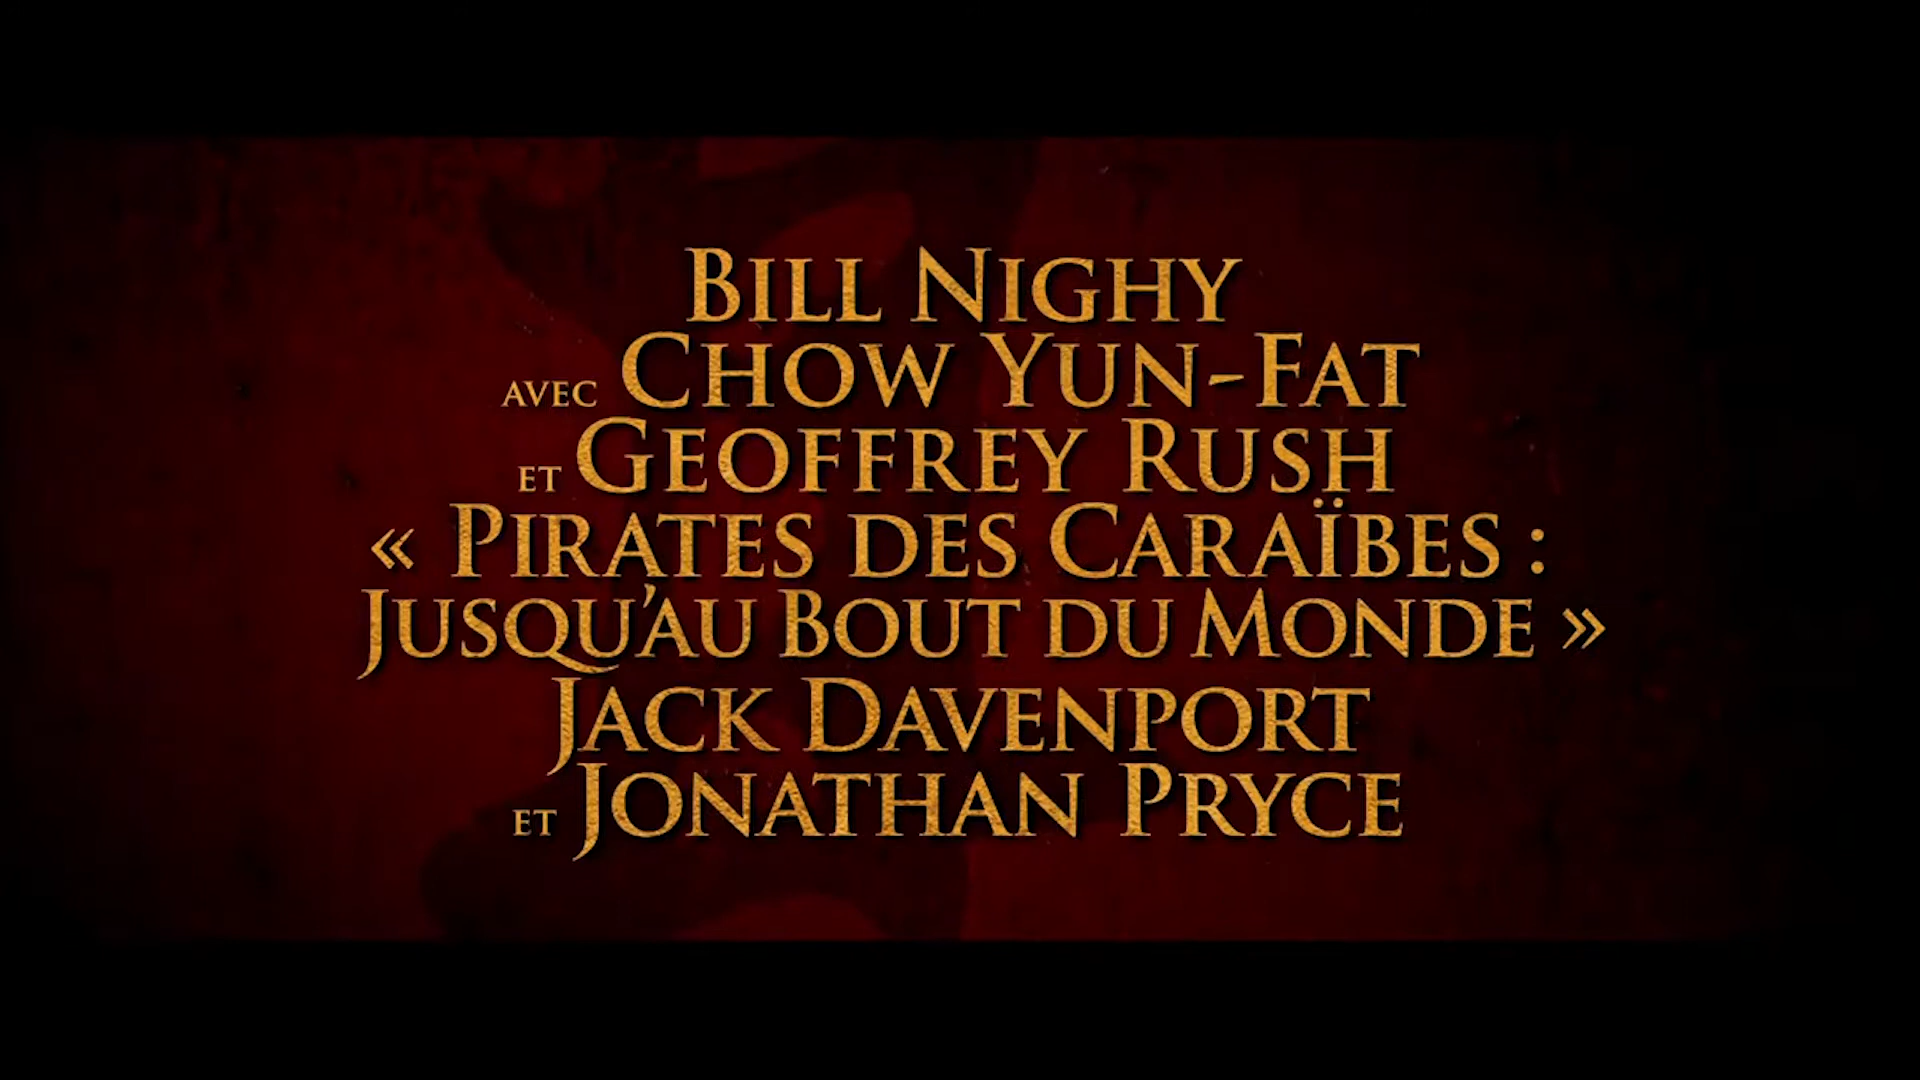 BILL NIGHY
AVEC CHOW YUN-FAT
ET GEOFFREY RUSH
« PIRATES DES CARAÏBES :
JUSQU'AU BOUT DU MONDE »
JACK DAVENPORT
ET JONATHAN PRYCE